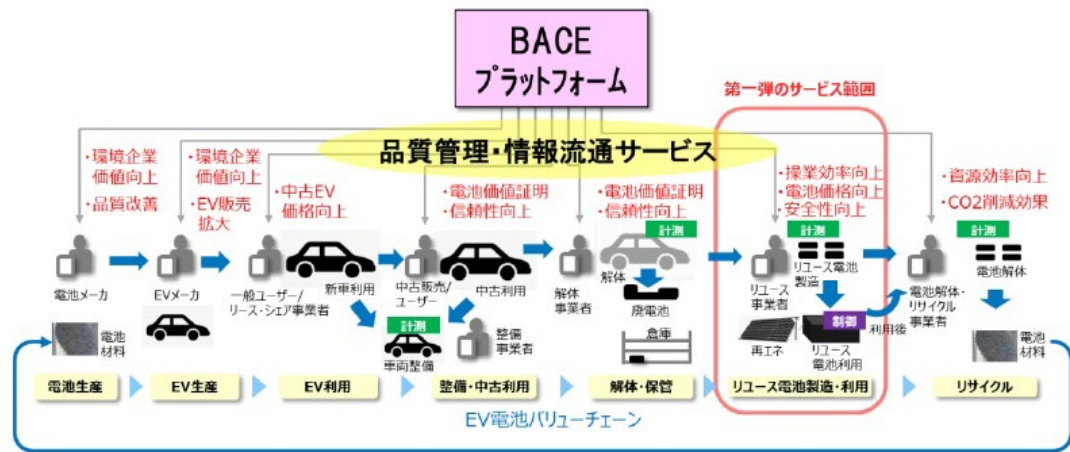 BACE
プラットフォーム
第一弾のサービス範囲
品質管理・情報流通サービス
・環境企業
価値向上
・品質改善
・環境企業
価値向上
・EV販売
拡大
・中古EV
価格向上
・電池価値証明
・信頼性向上
・電池価値証明
・信頼性向上
・操業効率向上
・電池価格向上
・安全性向上
・資源効率向上
・CO2削減効果
電池メーカ
EVメーカ
一般ユーザー/
リース・シェア事業者
新車利用
中古販売/
ユーザー
中古利用
計測
車両整備
整備
事業者
解体
事業者
計測
解体
廃電池
倉庫
リユース
事業者
計測
リユース電池
製造
再エネ
制御
リユース
電池利用
利用後
電池解体・
リサイクル
事業者
計測
電池解体
電池
材料
電池
材料
電池生産
EV生産
EV利用
整備・中古利用
解体・保管
リユース電池製造・利用
リサイクル
EV電池バリューチェーン